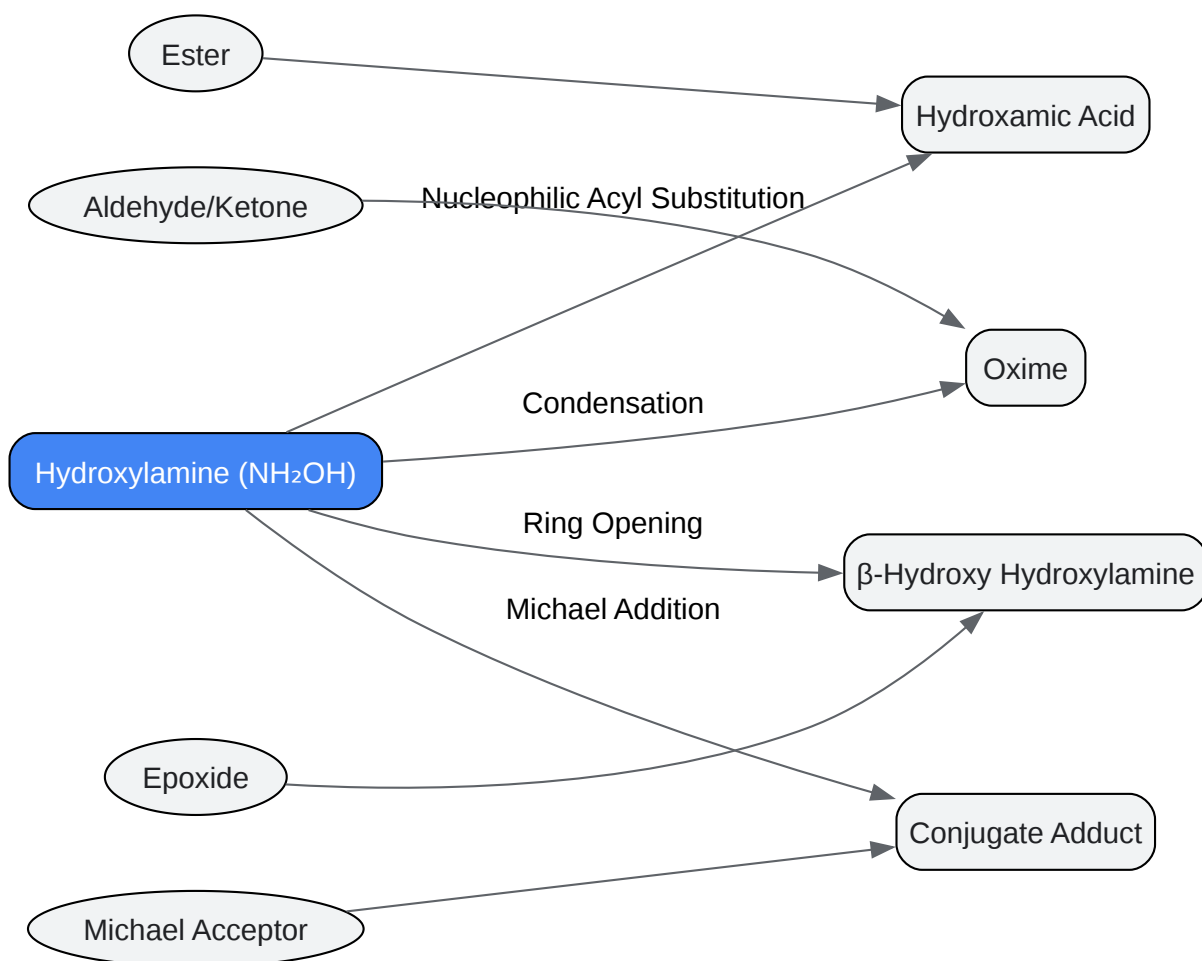 Ester
Hydroxamic Acid
Nucleophilic Acyl Substitution
Aldehyde/Ketone
Oxime
Condensation
Hydroxylamine (NH₂OH)
Ring Opening
β-Hydroxy Hydroxylamine
Michael Addition
Epoxide
Conjugate Adduct
Michael Acceptor